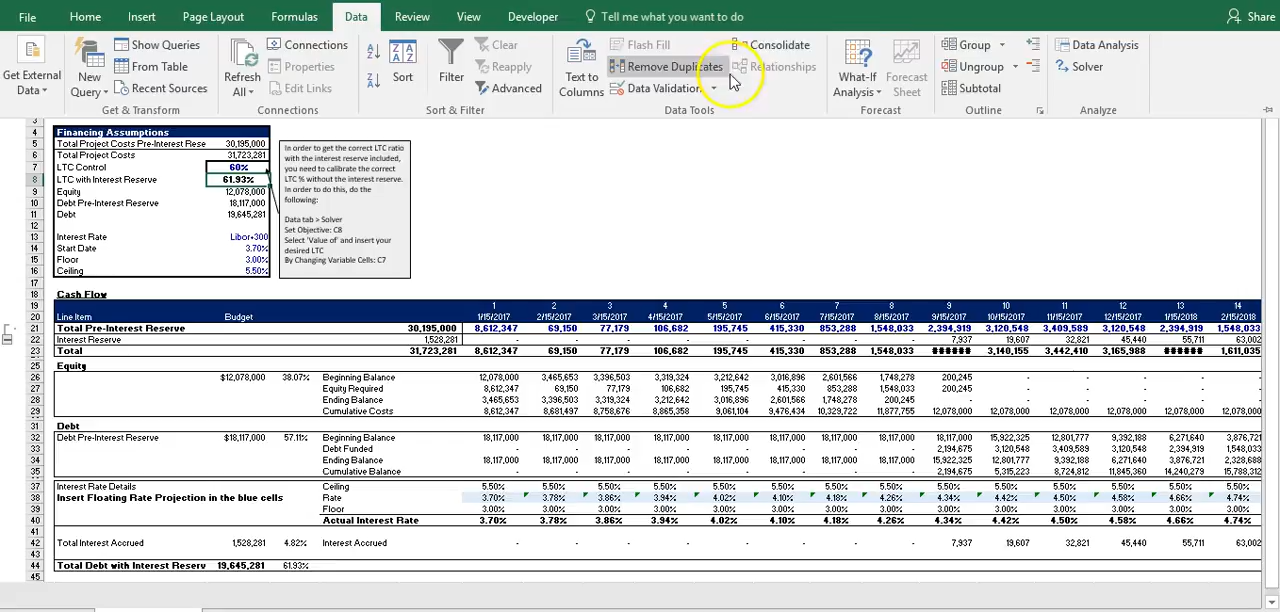 File Home Insert Page Layout Formulas Data Review View Developer Tell me what you want to do Share
Get External Data
New Query
Show Queries
From Table
Recent Sources
Get & Transform
Refresh All
Connections
Properties
Edit Links
Connections
Sort
Filter
Clear
Reapply
Advanced
Sort & Filter
Text to Columns
Flash Fill
Remove Duplicates
Data Validation
Consolidate
Relationships
Data Tools
What-If Analysis
Forecast Sheet
Forecast
Group
Ungroup
Subtotal
Outline
Data Analysis
Solver
Analyze
3
4 Financing Assumptions
5 Total Project Costs Pre-Interest Rese 30,195,000
6 Total Project Costs 31,723,281
7 LTC Control 60%
8 LTC with Interest Reserve 61.93%
9 Equity 12,078,000
10 Debt Pre-Interest Reserve 18,117,000
11 Debt 19,645,281
12
13 Interest Rate Libor+300
14 Start Date 3.70%
15 Floor 3.00%
16 Ceiling 5.50%
In order to get the correct LTC ratio
with the interest reserve included,
you need to calibrate the correct
LTC % without the interest reserve.
In order to do this, do the
following:
Data tab > Solver
Set Objective: C8
Select 'Value of' and insert your
desired LTC
By Changing Variable Cells: C7
17
18 Cash Flow
19 1 2 3 4 5 6 7 8 9 10 11 12 13 14
20 Line Item Budget 1/15/2017 2/15/2017 3/15/2017 4/15/2017 5/15/2017 6/15/2017 7/15/2017 8/15/2017 9/15/2017 10/15/2017 11/15/2017 12/15/2017 1/15/2018 2/15/2018
21 Total Pre-Interest Reserve 30,195,000 8,612,347 69,150 77,179 106,682 195,745 415,330 853,288 1,548,033 2,394,919 3,120,548 3,409,589 3,120,548 2,394,919 1,548,033
22 Interest Reserve 1,528,281 - - - - - - - - 7,937 19,607 32,821 45,440 55,711 63,002
23 Total 31,723,281 8,612,347 69,150 77,179 106,682 195,745 415,330 853,288 1,548,033 ###### 3,140,155 3,442,410 3,165,988 ###### 1,611,035
25 Equity
26 $12,078,000 38.07% Beginning Balance 12,078,000 3,465,653 3,396,503 3,319,324 3,212,642 3,016,896 2,601,566 1,748,278 200,245 - - - - -
27 Equity Required 8,612,347 69,150 77,179 106,682 195,745 415,330 853,288 1,548,033 200,245 - - - - -
28 Ending Balance 3,465,653 3,396,503 3,319,324 3,212,642 3,016,896 2,601,566 1,748,278 200,245 - - - - - -
29 Cumulative Costs 8,612,347 8,681,497 8,758,676 8,865,358 9,061,104 9,476,434 10,329,722 11,877,755 12,078,000 12,078,000 12,078,000 12,078,000 12,078,000 12,078,000
31 Debt
32 Debt Pre-Interest Reserve $18,117,000 57.11% Beginning Balance 18,117,000 18,117,000 18,117,000 18,117,000 18,117,000 18,117,000 18,117,000 18,117,000 18,117,000 15,922,325 12,801,777 9,392,188 6,271,640 3,876,721
33 Debt Funded - - - - - - - - 2,194,675 3,120,548 3,409,589 3,120,548 2,394,919 1,548,033
34 Ending Balance 18,117,000 18,117,000 18,117,000 18,117,000 18,117,000 18,117,000 18,117,000 18,117,000 15,922,325 12,801,777 9,392,188 6,271,640 3,876,721 2,328,688
35 Cumulative Balance - - - - - - - - 2,194,675 5,315,223 8,724,812 11,845,360 14,240,279 15,788,312
37 Interest Rate Details Ceiling 5.50% 5.50% 5.50% 5.50% 5.50% 5.50% 5.50% 5.50% 5.50% 5.50% 5.50% 5.50% 5.50% 5.50%
38 Insert Floating Rate Projection in the blue cells Rate 3.70% 3.78% 3.86% 3.94% 4.02% 4.10% 4.18% 4.26% 4.34% 4.42% 4.50% 4.58% 4.66% 4.74%
39 Floor 3.00% 3.00% 3.00% 3.00% 3.00% 3.00% 3.00% 3.00% 3.00% 3.00% 3.00% 3.00% 3.00% 3.00%
40 Actual Interest Rate 3.70% 3.78% 3.86% 3.94% 4.02% 4.10% 4.18% 4.26% 4.34% 4.42% 4.50% 4.58% 4.66% 4.74%
42 Total Interest Accrued 1,528,281 4.82% Interest Accrued - - - - - - - - 7,937 19,607 32,821 45,440 55,711 63,002
43
44 Total Debt with Interest Reserv 19,645,281 61.93%
45